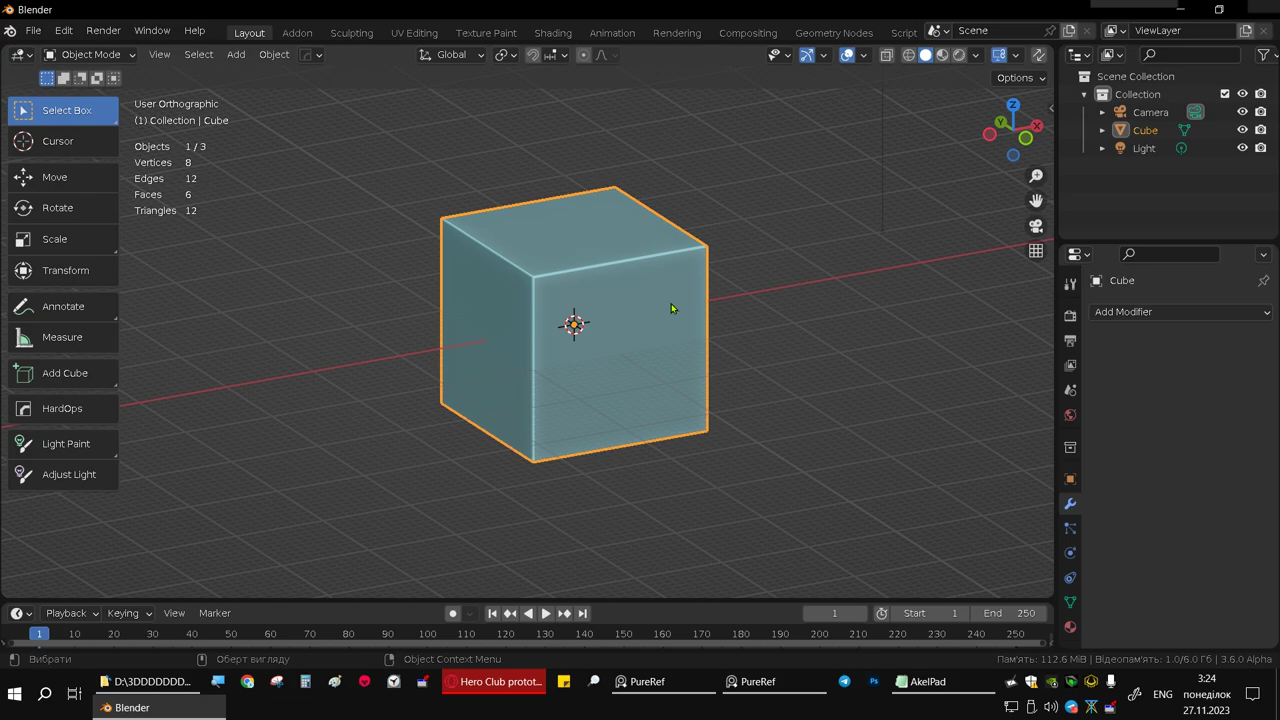 Blender
File Edit Render Window Help Layout Addon Sculpting UV Editing Texture Paint Shading Animation Rendering Compositing Geometry Nodes Script Scene ViewLayer
Object Mode View Select Add Object Global
Options
Select Box
Cursor
Move
Rotate
Scale
Transform
Annotate
Measure
Add Cube
HardOps
Light Paint
Adjust Light
User Orthographic
(1) Collection | Cube
Objects 1 / 3
Vertices 8
Edges 12
Faces 6
Triangles 12
Z
Y
X
Scene Collection
Collection
Camera
Cube
Light
Cube
Add Modifier
Playback Keying View Marker 1 Start 1 End 250
1 10 20 30 40 50 60 70 80 90 100 110 120 130 140 150 160 170 180 190 200 210 220 230 240 250
Вибрати Оберт вигляду Object Context Menu Пам'ять: 112.6 MiB | Відеопам'ять: 1.0/6.0 Гб | 3.6.0 Alpha
D:\3DDDDDDD... Hero Club protot... PureRef PureRef AkelPad
Blender
ENG
3:24
понеділок
27.11.2023